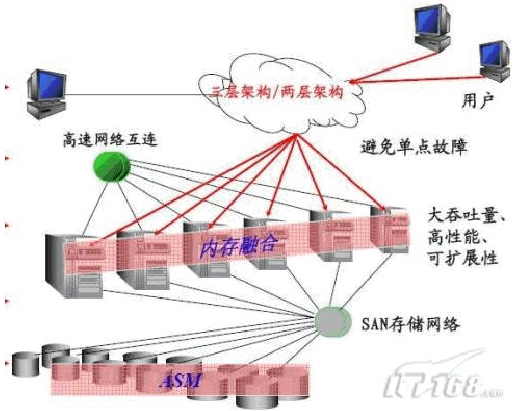 三层架构/两层架构
用户
高速网络互连
避免单点故障
大吞吐量、
高性能、
可扩展性
内存融合
SAN存储网络
ASM
IT168.com